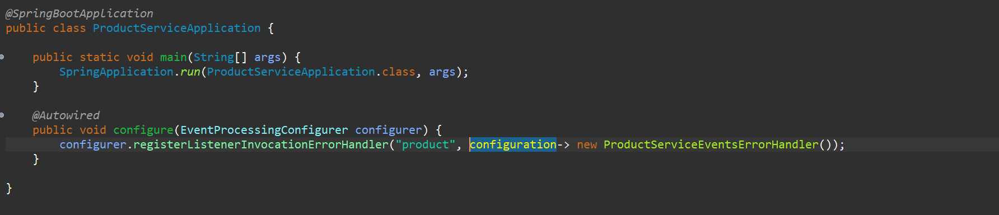 @SpringBootApplication
public class ProductServiceApplication {
public static void main(String[] args) {
SpringApplication.run(ProductServiceApplication.class, args);
}
@Autowired
public void configure(EventProcessingConfigurer configurer) {
configurer.registerListenerInvocationErrorHandler("product", configuration-> new ProductServiceEventsErrorHandler());
}
}